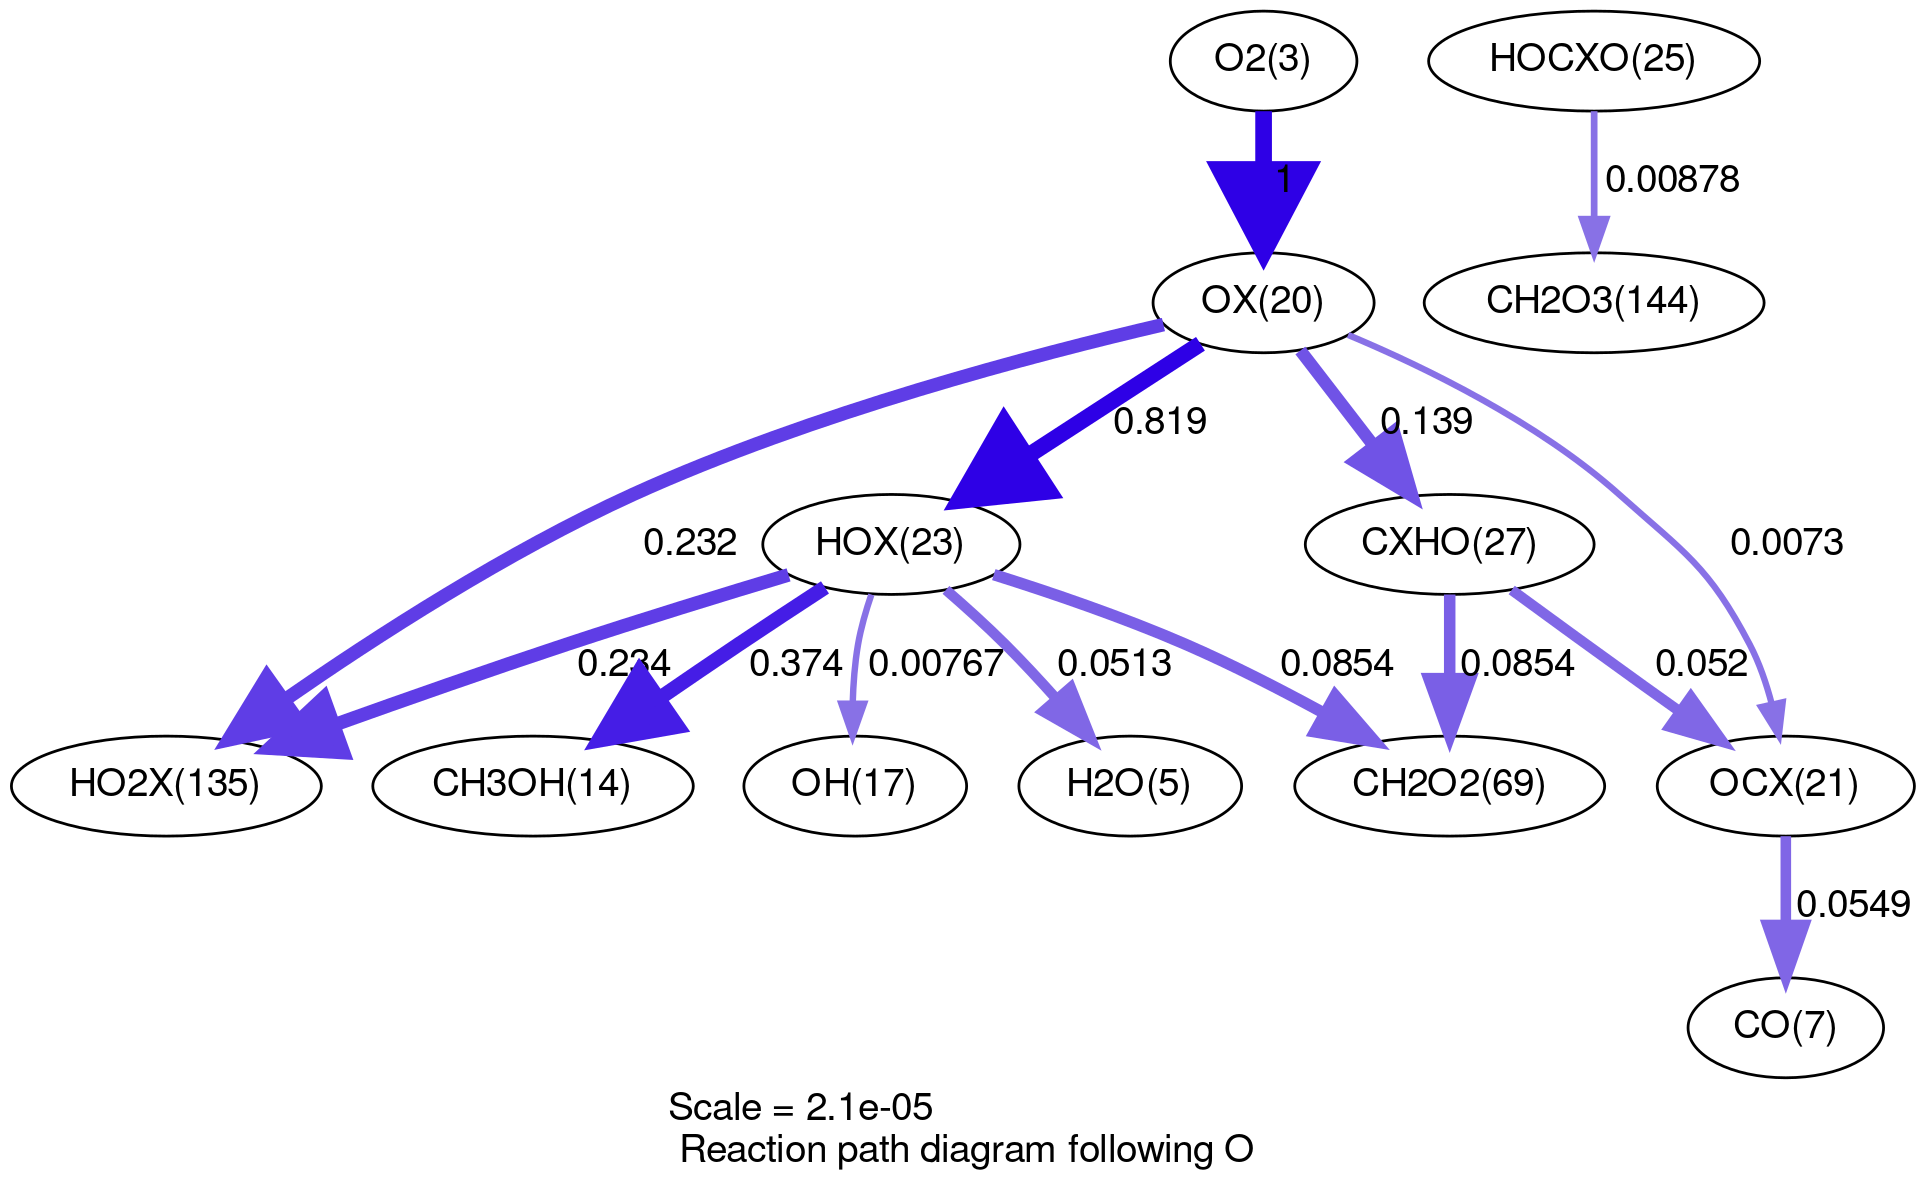 O2(3)
HOCXO(25)
1
0.00878
OX(20)
CH2O3(144)
0.819
0.139
0.232
HOX(23)
CXHO(27)
0.0073
0.234
0.374
0.00767
0.0513
0.0854
0.0854
0.052
HO2X(135)
CH3OH(14)
OH(17)
H2O(5)
CH2O2(69)
OCX(21)
0.0549
CO(7)
Scale = 2.1e-05
Reaction path diagram following O